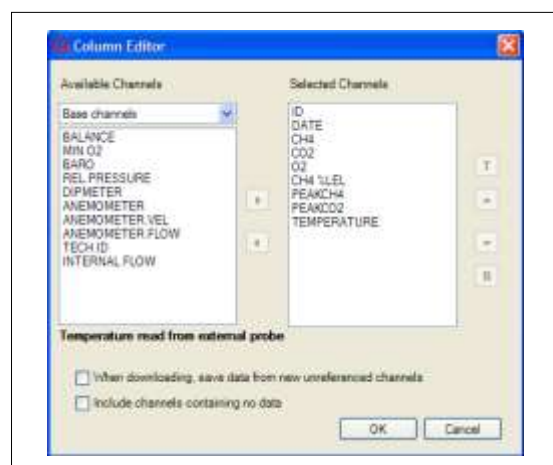 Column Editor
Available Channels
Base channels
BALANCE
MIN O2
BARO
REL PRESSURE
DIPMETER
ANEMOMETER
ANEMOMETER.VEL
ANEMOMETER.FLOW
TECH ID
INTERNAL FLOW
Selected Channels
ID
DATE
CH4
CO2
O2
CH4 %LEL
PEAKCH4
PEAKCO2
TEMPERATURE
T
B
Temperature read from external probe
When downloading, save data from new unreferenced channels
Include channels containing no data
OK
Cancel